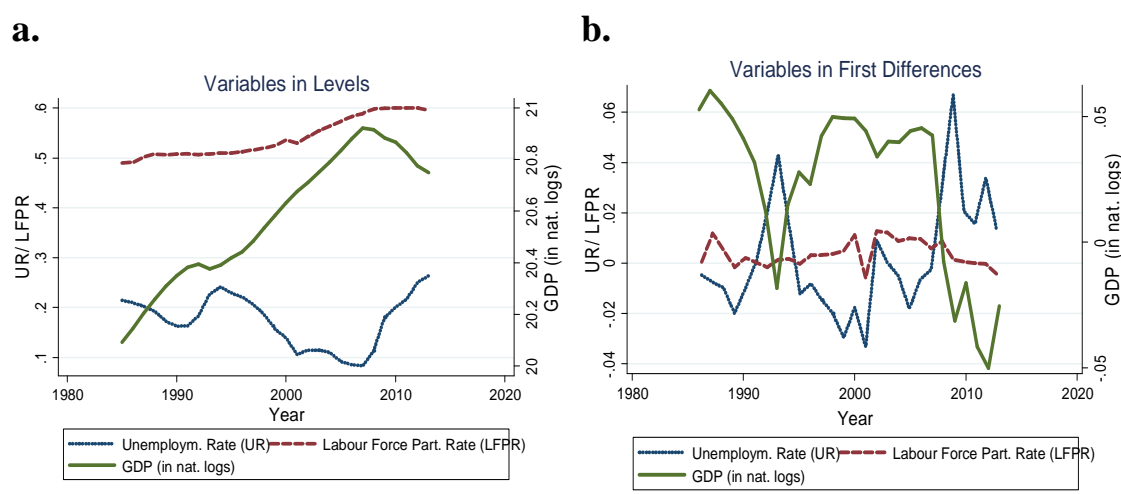 a.
Variables in Levels
UR/ LFPR
.6
.5
.4
.3
.2
.1
21
20.8
20.6
20.4
20.2
20
GDP (in nat. logs)
1980
1990
2000
2010
2020
Year
Unemploym. Rate (UR)
Labour Force Part. Rate (LFPR)
GDP (in nat. logs)
b.
Variables in First Differences
UR/ LFPR
.06
.04
.02
0
-.02
-.04
.05
.0
-.05
GDP (in nat. logs)
1980
1990
2000
2010
2020
Year
Unemploym. Rate (UR)
Labour Force Part. Rate (LFPR)
GDP (in nat. logs)